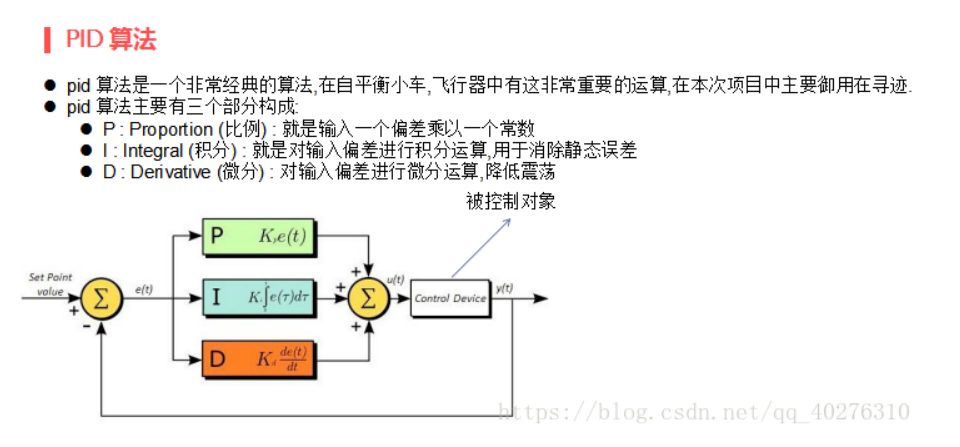 PID 算法
● pid 算法是一个非常经典的算法,在自平衡小车,飞行器中有这非常重要的运算,在本次项目中主要御用在寻迹.
● pid 算法主要有三个部分构成:
● P : Proportion (比例) : 就是输入一个偏差乘以一个常数
● I : Integral (积分) : 就是对输入偏差进行积分运算,用于消除静态误差
● D : Derivative (微分) : 对输入偏差进行微分运算,降低震荡
被控制对象
P Kₚe(t)
Set Point
value
e(t)
I Kᵢ∫e(τ)dτ
u(t)
Control Device
y(t)
Σ
Σ
+
-
+
+
+
D K_d de(t)/dt
https://blog.csdn.net/qq_40276310